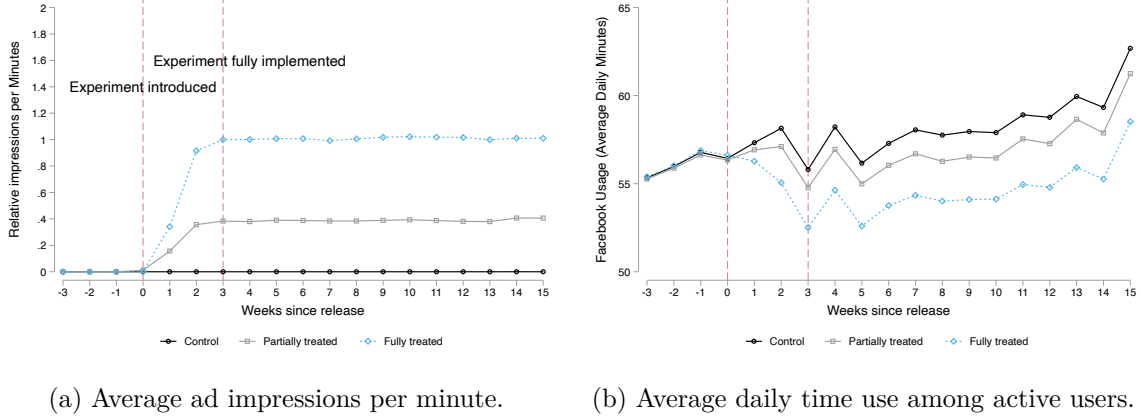 Relative impressions per Minutes
2
1.8
1.6
1.4
1.2
1
.8
.6
.4
.2
0
Experiment fully implemented
Experiment introduced
-3 -2 -1 0 1 2 3 4 5 6 7 8 9 10 11 12 13 14 15
Weeks since release
Control Partially treated Fully treated
(a) Average ad impressions per minute.
Facebook Usage (Average Daily Minutes)
65
60
55
50
-3 -2 -1 0 1 2 3 4 5 6 7 8 9 10 11 12 13 14 15
Weeks since release
Control Partially treated Fully treated
(b) Average daily time use among active users.